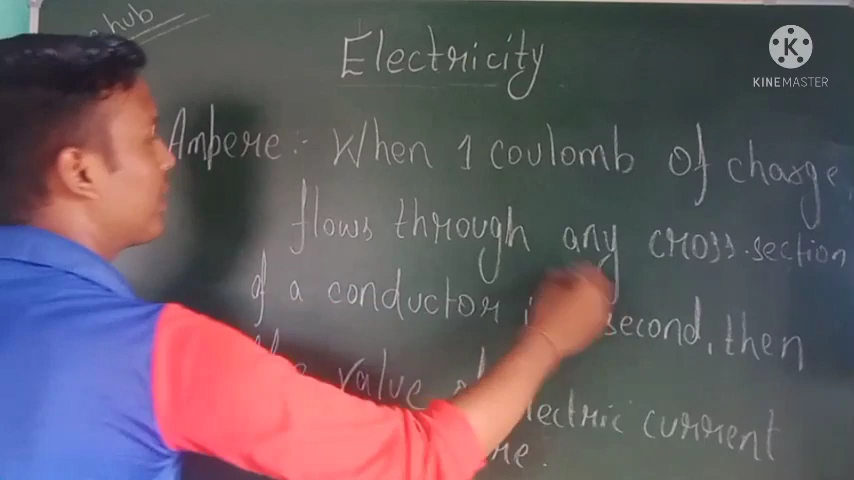 hub
Electricity
Ampere :- When 1 coulomb of charge
flows through any cross-section
of a conductor second, then
value electric current
KINEMASTER